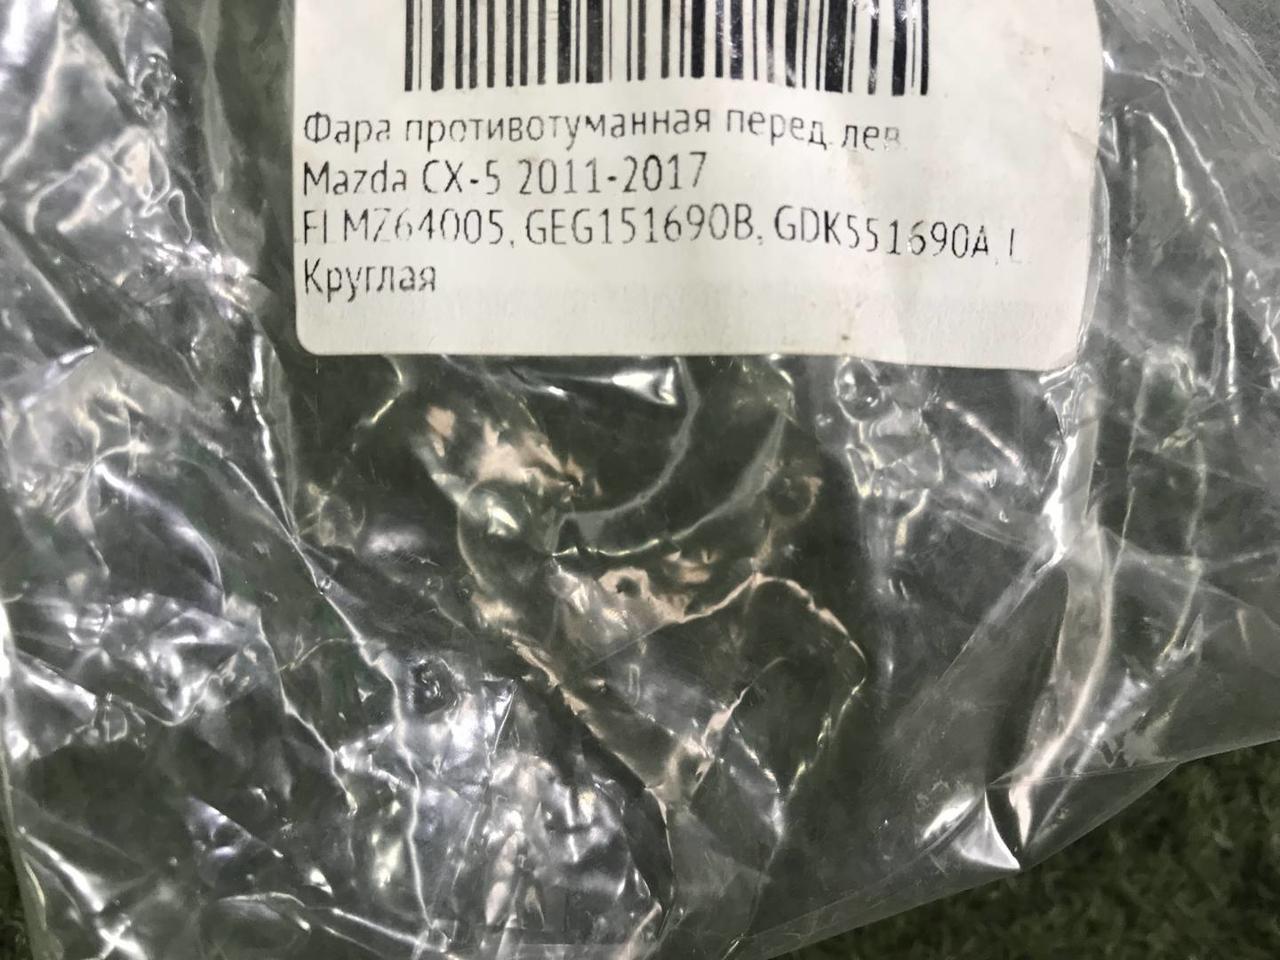 Фара противотуманная перед. лев.
Mazda CX-5 2011-2017
FLMZ64005, GEG151690B, GDK551690A, L.
Круглая